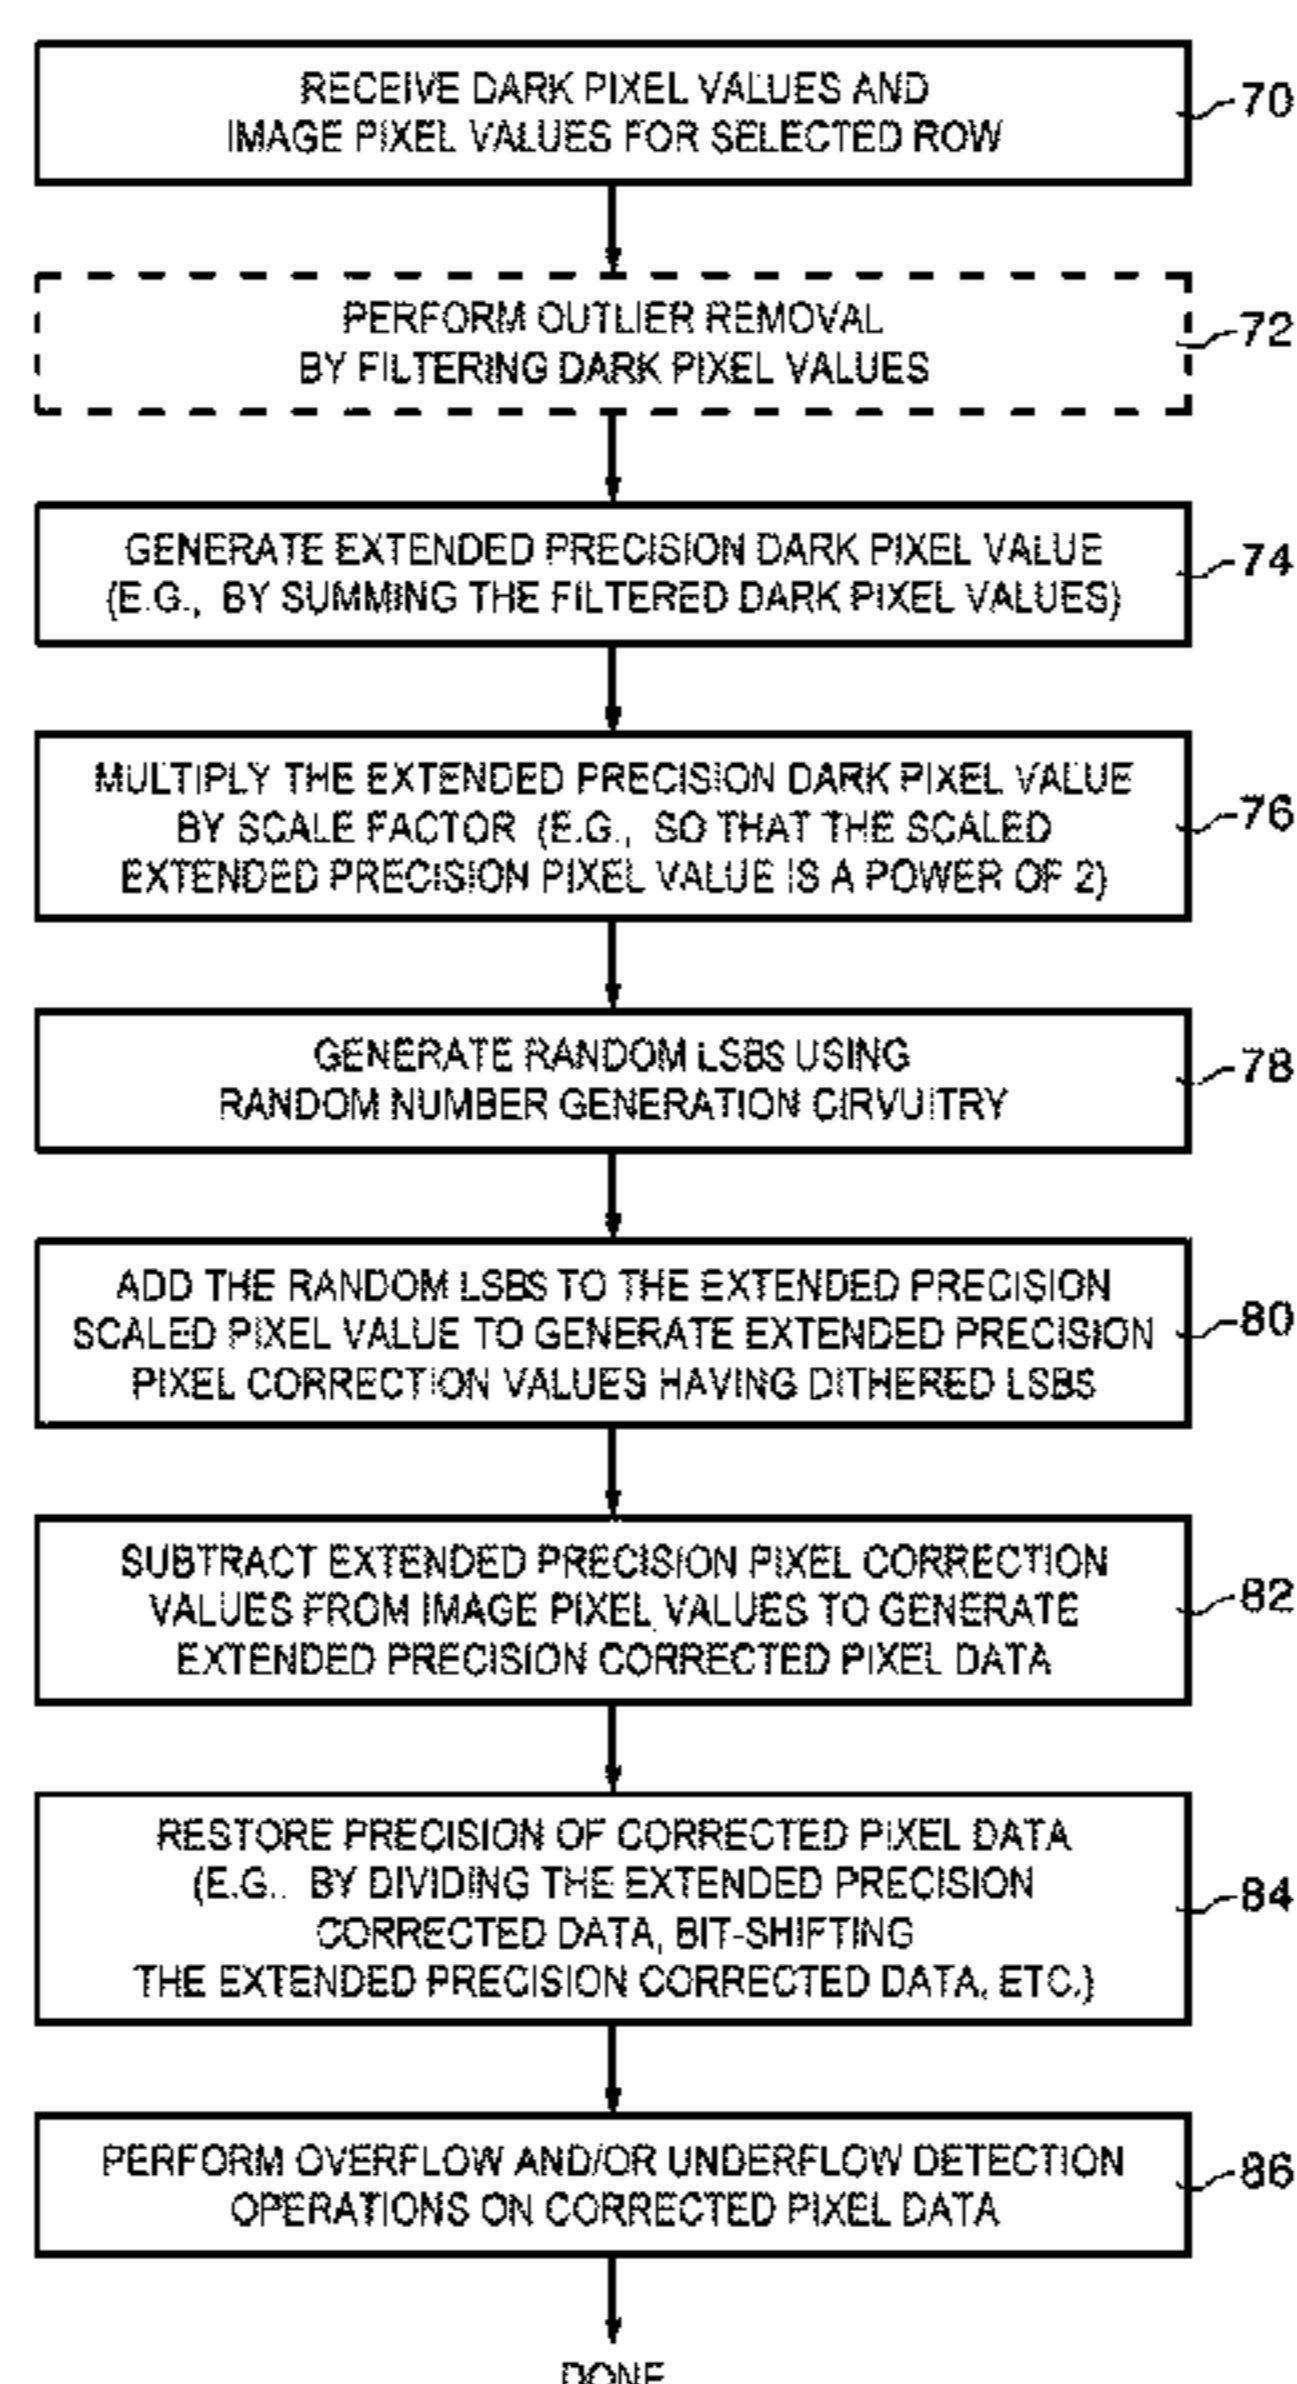 RECEIVE DARK PIXEL VALUES AND
IMAGE PIXEL VALUES FOR SELECTED ROW
70
PERFORM OUTLIER REMOVAL
BY FILTERING DARK PIXEL VALUES
72
GENERATE EXTENDED PRECISION DARK PIXEL VALUE
(E.G., BY SUMMING THE FILTERED DARK PIXEL VALUES)
74
MULTIPLY THE EXTENDED PRECISION DARK PIXEL VALUE
BY SCALE FACTOR (E.G., SO THAT THE SCALED
EXTENDED PRECISION PIXEL VALUE IS A POWER OF 2)
76
GENERATE RANDOM LSBS USING
RANDOM NUMBER GENERATION CIRVUITRY
78
ADD THE RANDOM LSBS TO THE EXTENDED PRECISION
SCALED PIXEL VALUE TO GENERATE EXTENDED PRECISION
PIXEL CORRECTION VALUES HAVING DITHERED LSBS
80
SUBTRACT EXTENDED PRECISION PIXEL CORRECTION
VALUES FROM IMAGE PIXEL VALUES TO GENERATE
EXTENDED PRECISION CORRECTED PIXEL DATA
82
RESTORE PRECISION OF CORRECTED PIXEL DATA
(E.G.. BY DIVIDING THE EXTENDED PRECISION
CORRECTED DATA, BIT-SHIFTING
THE EXTENDED PRECISION CORRECTED DATA, ETC.)
84
PERFORM OVERFLOW AND/OR UNDERFLOW DETECTION
OPERATIONS ON CORRECTED PIXEL DATA
86
DONE